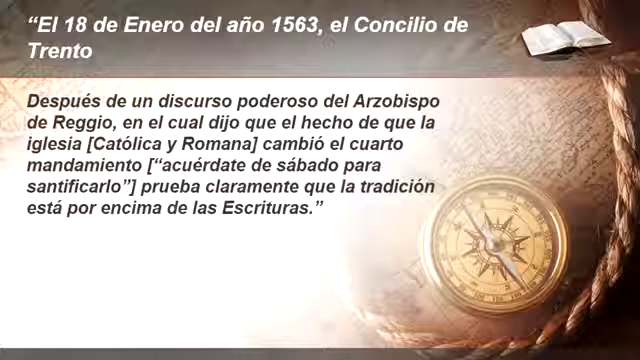 “El 18 de Enero del año 1563, el Concilio de
Trento
Después de un discurso poderoso del Arzobispo
de Reggio, en el cual dijo que el hecho de que la
iglesia [Católica y Romana] cambió el cuarto
mandamiento [“acuérdate de sábado para
santificarlo”] prueba claramente que la tradición
está por encima de las Escrituras.”